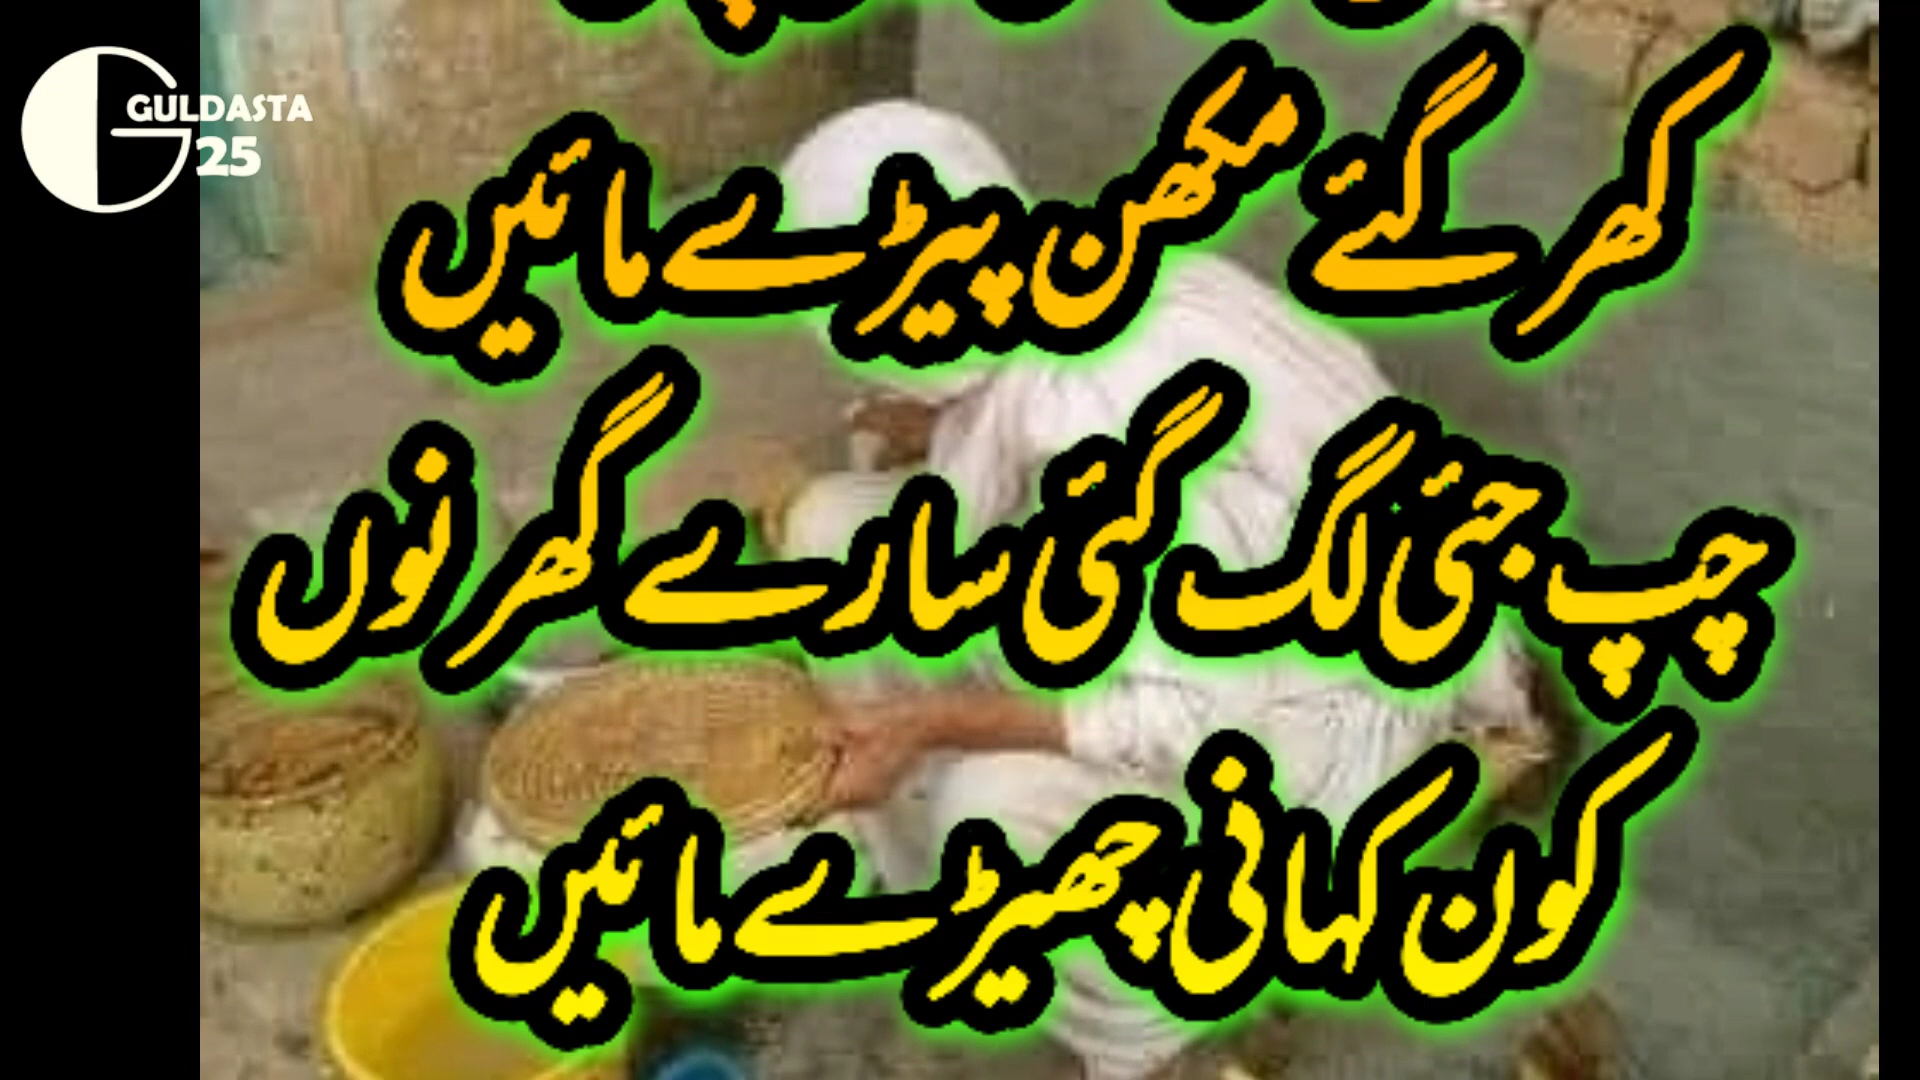 GULDASTA
25
کھر گئے مکھن پیڑے مائیں
چپ جئی لگ گئی سارے گھر نوں
کون کہانی چھیڑے مائیں